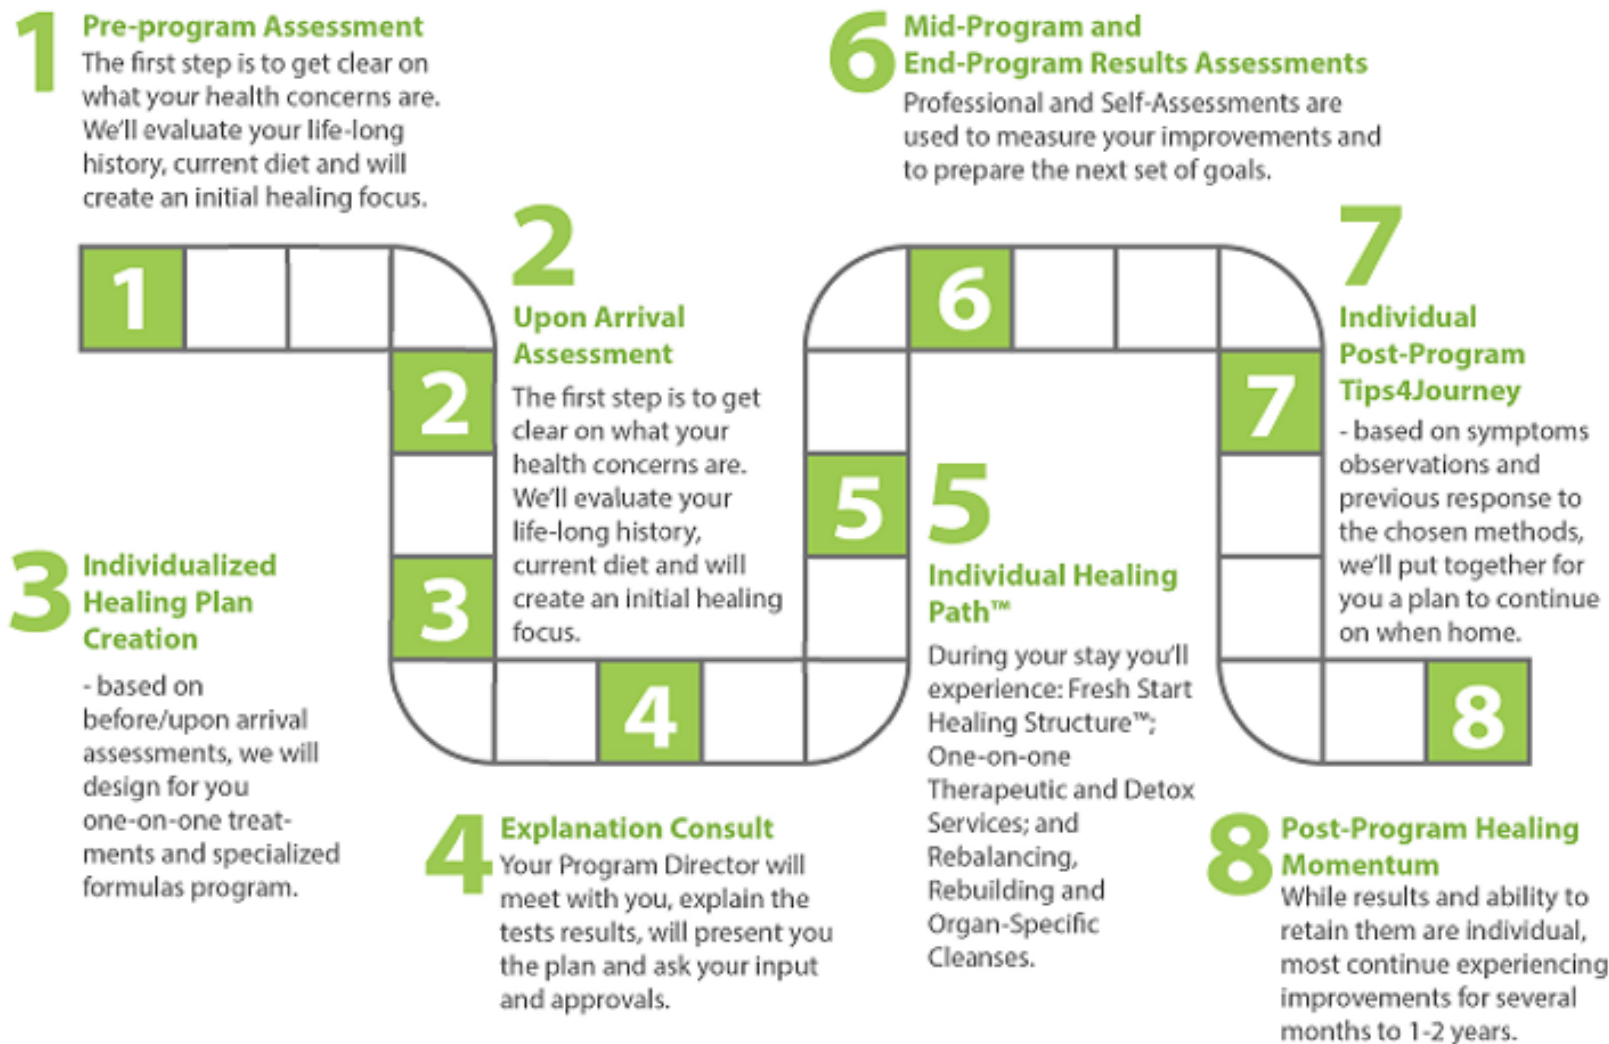 1
Pre-program Assessment
The first step is to get clear on
what your health concerns are.
We'll evaluate your life-long
history, current diet and will
create an initial healing focus.
2
Upon Arrival
Assessment
The first step is to get
clear on what your
health concerns are.
We'll evaluate your
life-long history,
current diet and will
create an initial healing
focus.
3
Individualized
Healing Plan
Creation
- based on
before/upon arrival
assessments, we will
design for you
one-on-one treat-
ments and specialized
formulas program.
4
Explanation Consult
Your Program Director will
meet with you, explain the
tests results, will present you
the plan and ask your input
and approvals.
5
Individual Healing
Path™
During your stay you'll
experience: Fresh Start
Healing Structure™;
One-on-one
Therapeutic and Detox
Services; and
Rebalancing,
Rebuilding and
Organ-Specific
Cleanses.
6
Mid-Program and
End-Program Results Assessments
Professional and Self-Assessments are
used to measure your improvements and
to prepare the next set of goals.
7
Individual
Post-Program
Tips4Journey
- based on symptoms
observations and
previous response to
the chosen methods,
we'll put together for
you a plan to continue
on when home.
8
Post-Program Healing
Momentum
While results and ability to
retain them are individual,
most continue experiencing
improvements for several
months to 1-2 years.
1
2
3
4
5
6
7
8